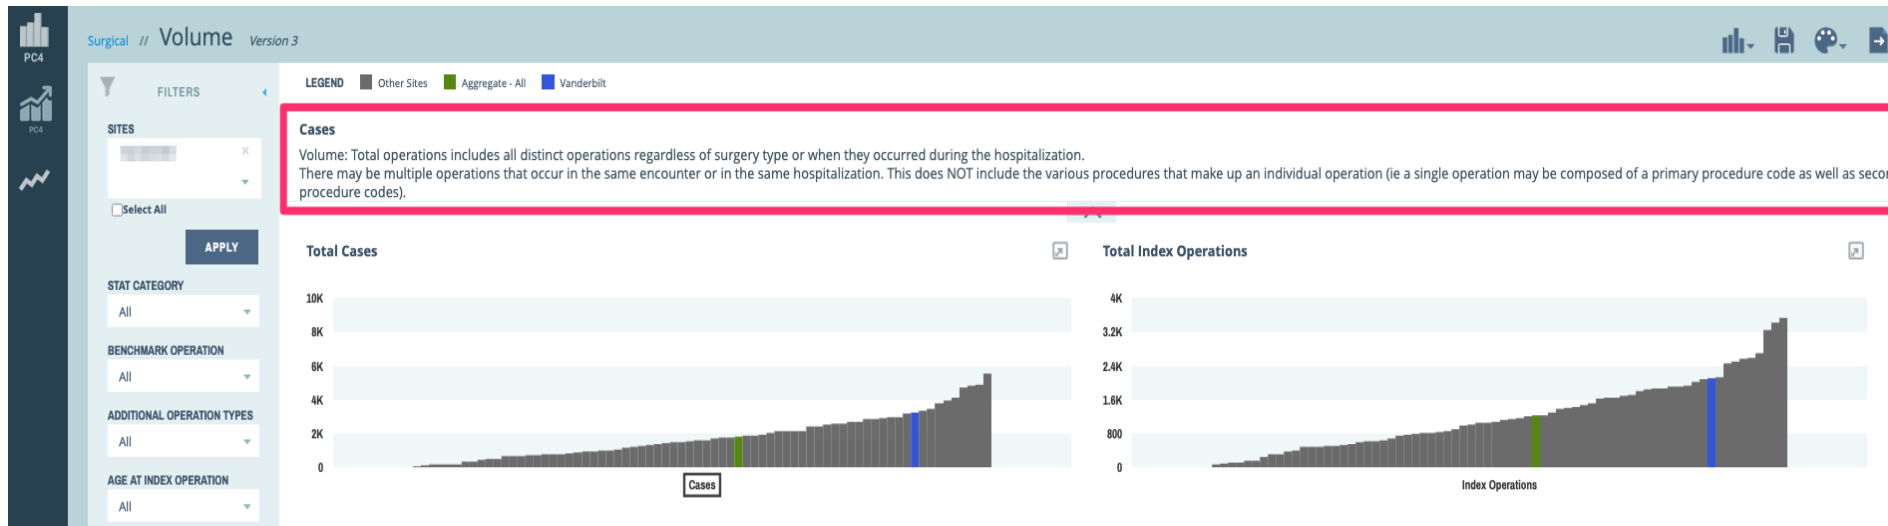 PC4
PC4
Surgical // Volume Version 3
FILTERS
SITES
Select All
APPLY
STAT CATEGORY
All
BENCHMARK OPERATION
All
ADDITIONAL OPERATION TYPES
All
AGE AT INDEX OPERATION
All
LEGEND Other Sites Aggregate - All Vanderbilt
Cases
Volume: Total operations includes all distinct operations regardless of surgery type or when they occurred during the hospitalization.
There may be multiple operations that occur in the same encounter or in the same hospitalization. This does NOT include the various procedures that make up an individual operation (ie a single operation may be composed of a primary procedure code as well as secon
procedure codes).
Total Cases
10K
8K
6K
4K
2K
0
Cases
Total Index Operations
4K
3.2K
2.4K
1.6K
800
0
Index Operations